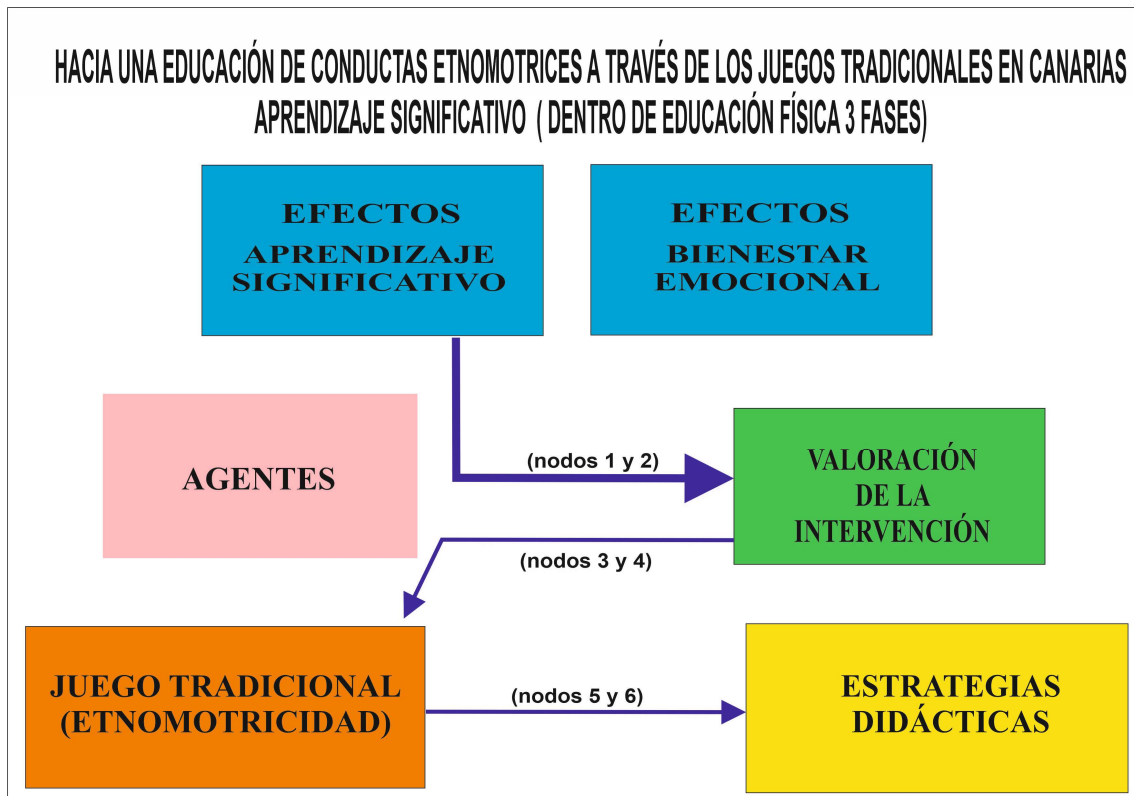 HACIA UNA EDUCACIÓN DE CONDUCTAS ETNOMOTRICES A TRAVÉS DE LOS JUEGOS TRADICIONALES EN CANARIAS
APRENDIZAJE SIGNIFICATIVO ( DENTRO DE EDUCACIÓN FÍSICA 3 FASES)
EFECTOS
APRENDIZAJE
SIGNIFICATIVO
EFECTOS
BIENESTAR
EMOCIONAL
AGENTES
(nodos 1 y 2)
VALORACIÓN
DE LA
INTERVENCIÓN
(nodos 3 y 4)
JUEGO TRADICIONAL
(ETNOMOTRICIDAD)
(nodos 5 y 6)
ESTRATEGIAS
DIDÁCTICAS